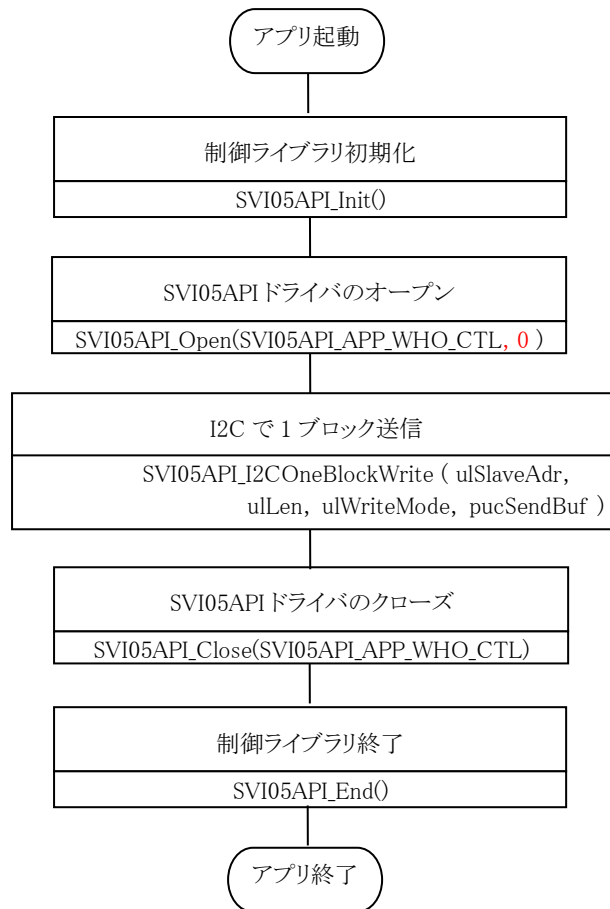 アプリ起動
制御ライブラリ初期化
SVI05API_Init()
SVI05APIドライバのオープン
SVI05API_Open(SVI05API_APP_WHO_CTL, 0 )
I2C で 1 ブロック送信
SVI05API_I2COneBlockWrite ( ulSlaveAdr,
ulLen, ulWriteMode, pucSendBuf )
SVI05APIドライバのクローズ
SVI05API_Close(SVI05API_APP_WHO_CTL)
制御ライブラリ終了
SVI05API_End()
アプリ終了